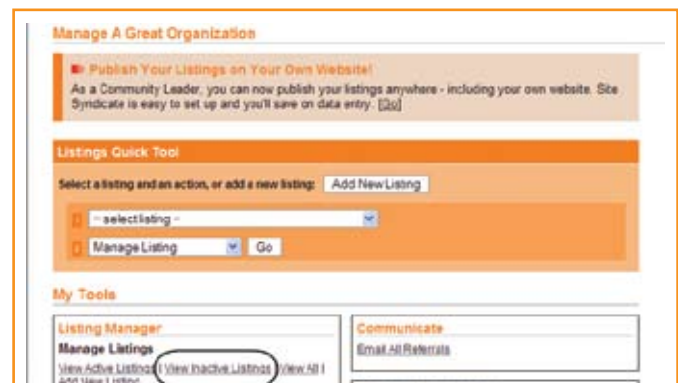 Manage A Great Organization
Publish Your Listings on Your Own Website!
As a Community Leader, you can now publish your listings anywhere - including your own website. Site
Syndicate is easy to set up and you'll save on data entry. [Go]
Listings Quick Tool
Select a listing and an action, or add a new listing: Add New Listing
-- select listing --
Manage Listing Go
My Tools
Listing Manager
Manage Listings
View Active Listings | View Inactive Listings | View All |
Add New Listing
Communicate
Email All Referrals